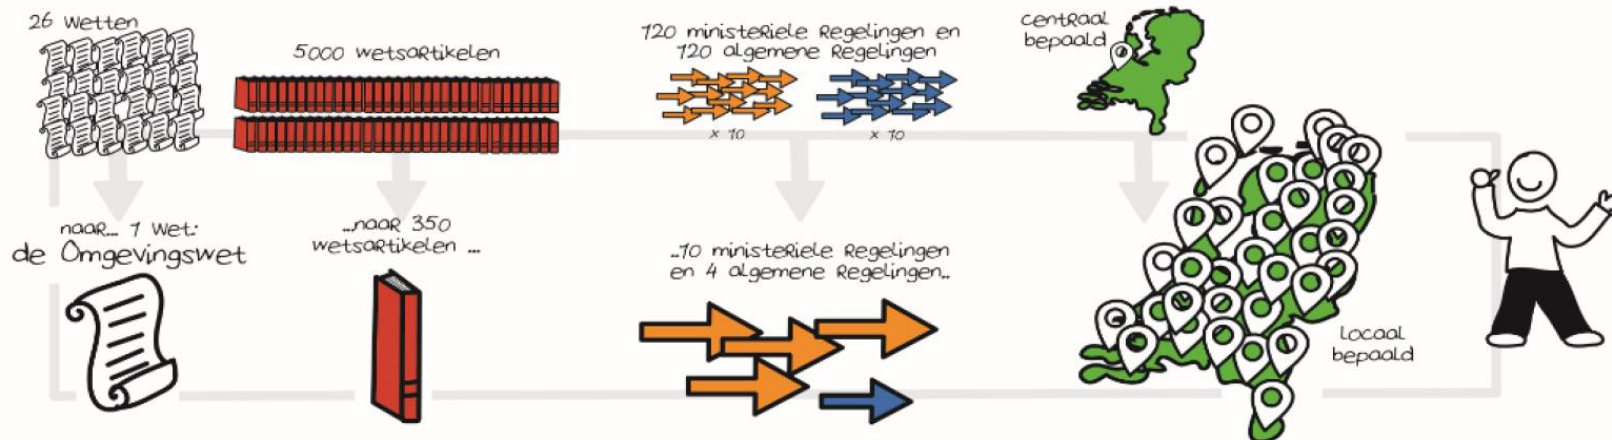 26 wetten
5000 wetsartikelen
120 ministeriele Regelingen en
120 algemene Regelingen
x 10
x 10
centraal
bepaald
naar... 1 wet:
de Omgevingswet
...naar 350
wetsartikelen ...
..10 ministeriele Regelingen
en 4 algemene Regelingen..
Locaal
bepaald